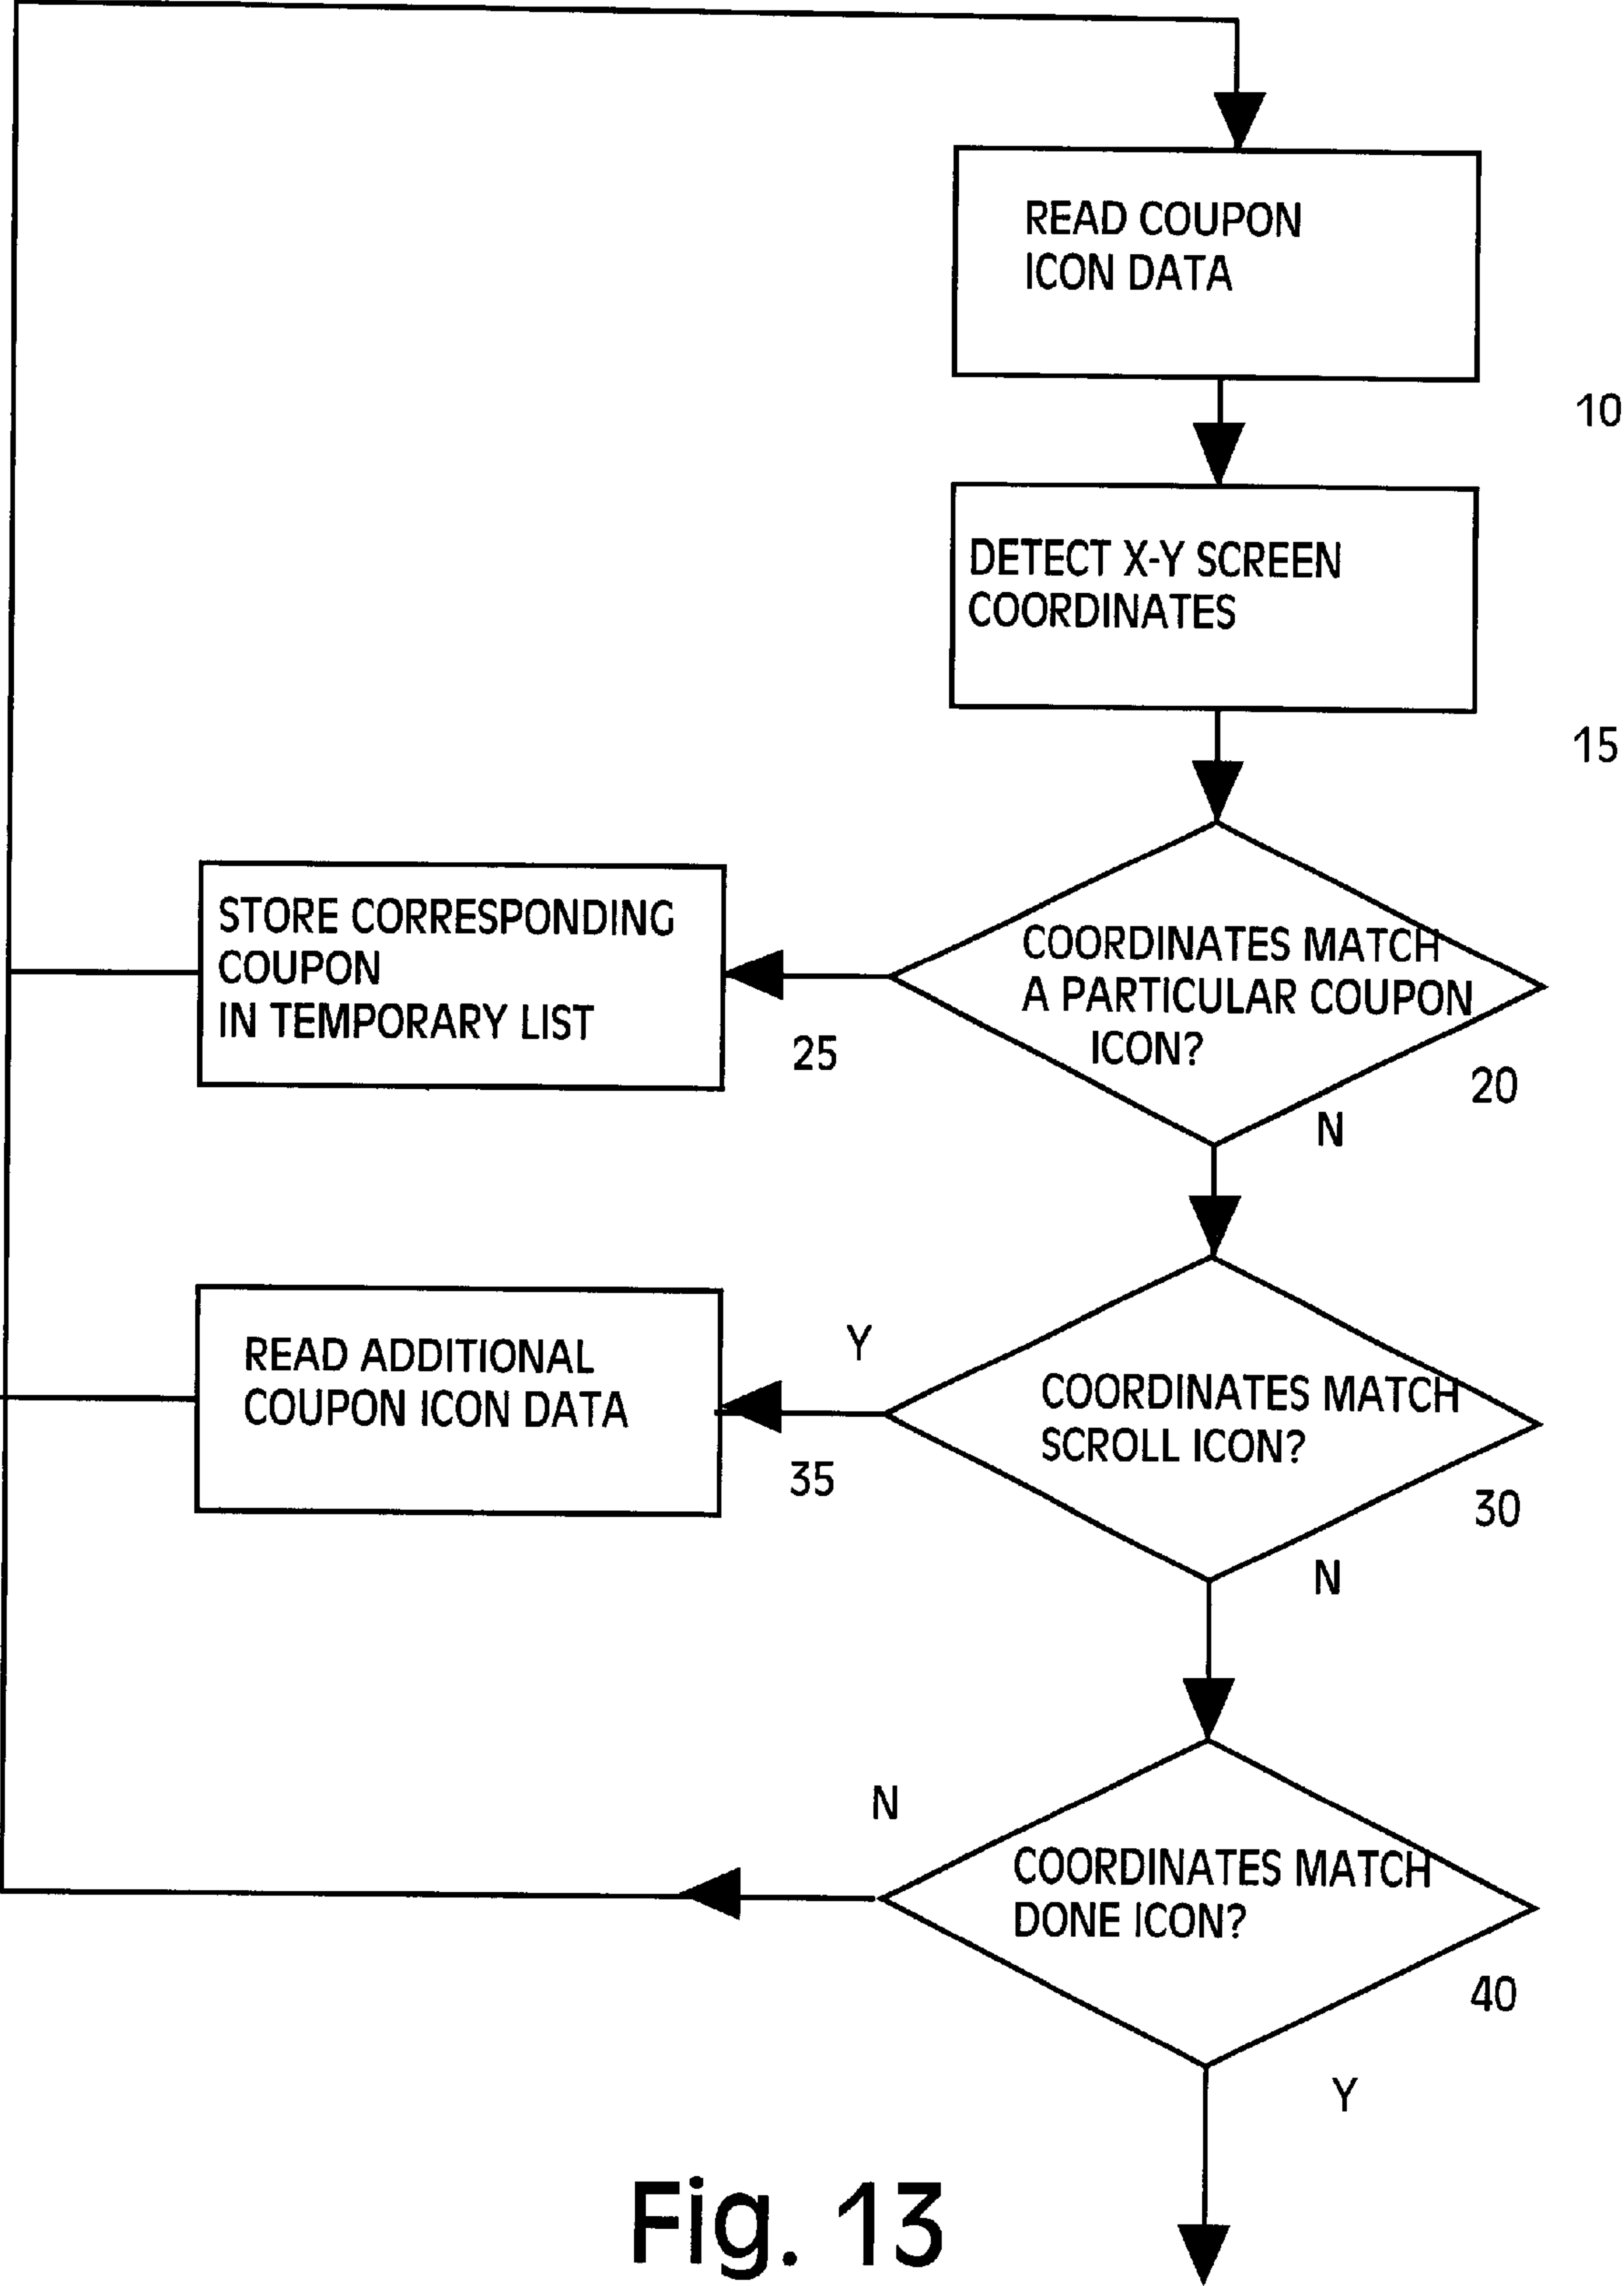 READ COUPON
ICON DATA
10
DETECT X-Y SCREEN
COORDINATES
15
STORE CORRESPONDING
COUPON
IN TEMPORARY LIST
25
COORDINATES MATCH
A PARTICULAR COUPON
ICON?
20
N
READ ADDITIONAL
COUPON ICON DATA
Y
35
COORDINATES MATCH
SCROLL ICON?
30
N
N
COORDINATES MATCH
DONE ICON?
40
Y
Fig. 13